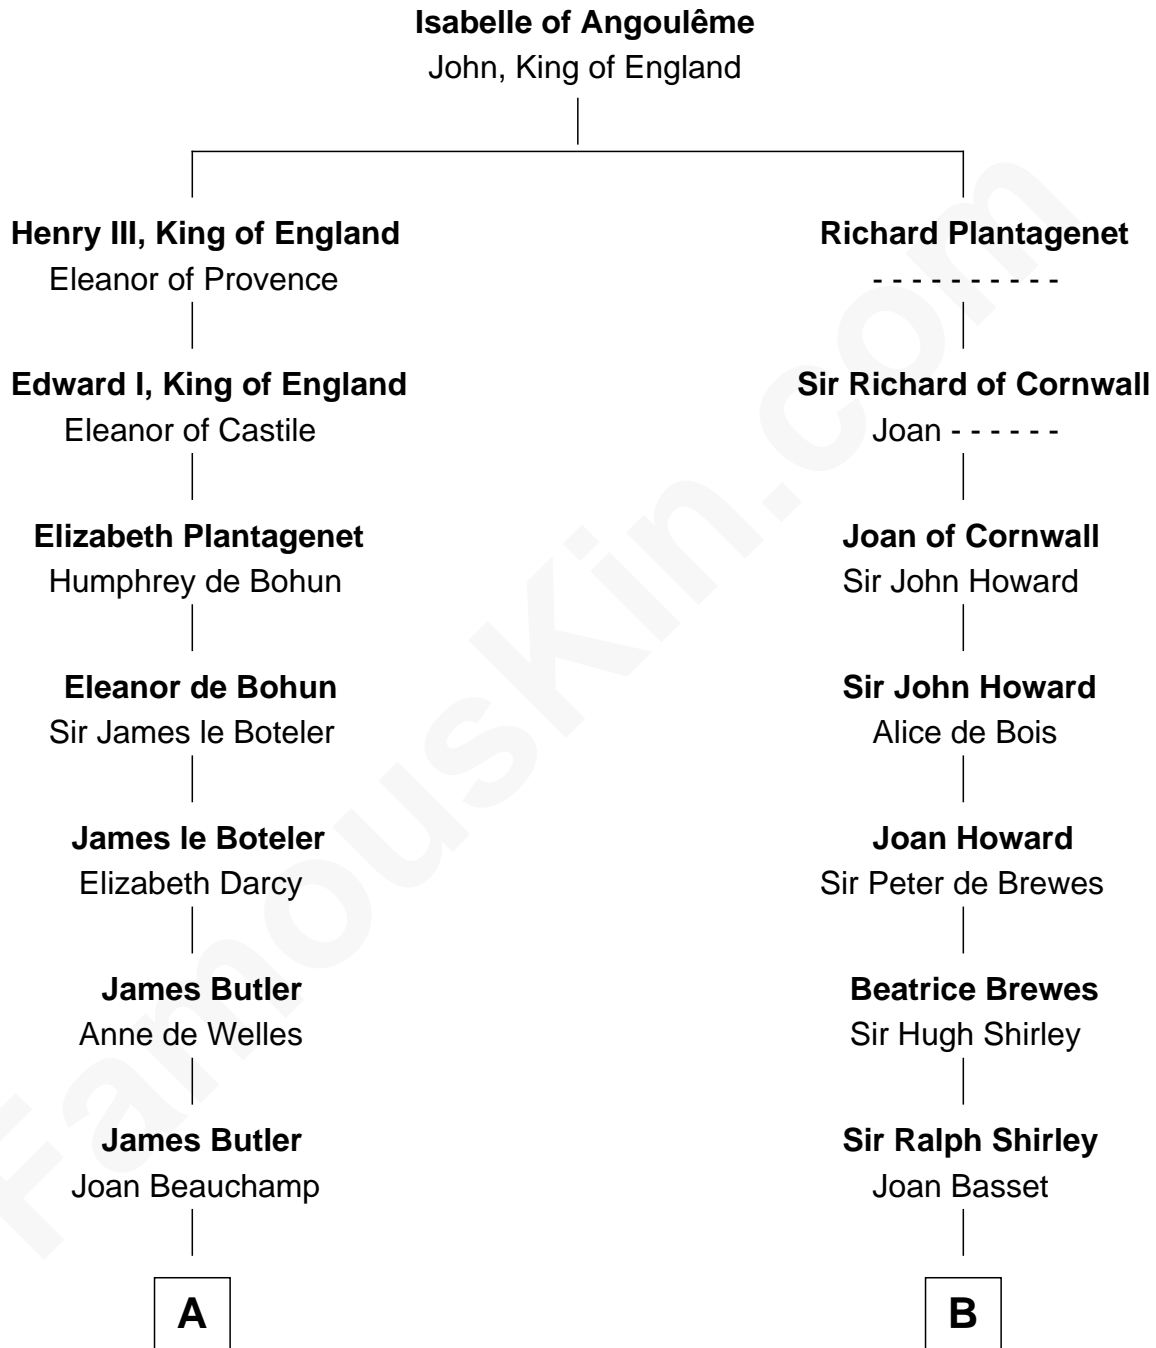 Isabelle of Angoulême
John, King of England
Henry III, King of England
Eleanor of Provence
Richard Plantagenet
- - - - - - - - - -
Edward I, King of England
Eleanor of Castile
Sir Richard of Cornwall
Joan - - - - - -
Elizabeth Plantagenet
Humphrey de Bohun
Joan of Cornwall
Sir John Howard
Eleanor de Bohun
Sir James le Boteler
Sir John Howard
Alice de Bois
James le Boteler
Elizabeth Darcy
Joan Howard
Sir Peter de Brewes
James Butler
Anne de Welles
Beatrice Brewes
Sir Hugh Shirley
James Butler
Joan Beauchamp
Sir Ralph Shirley
Joan Basset
A
B
FamousKin.com